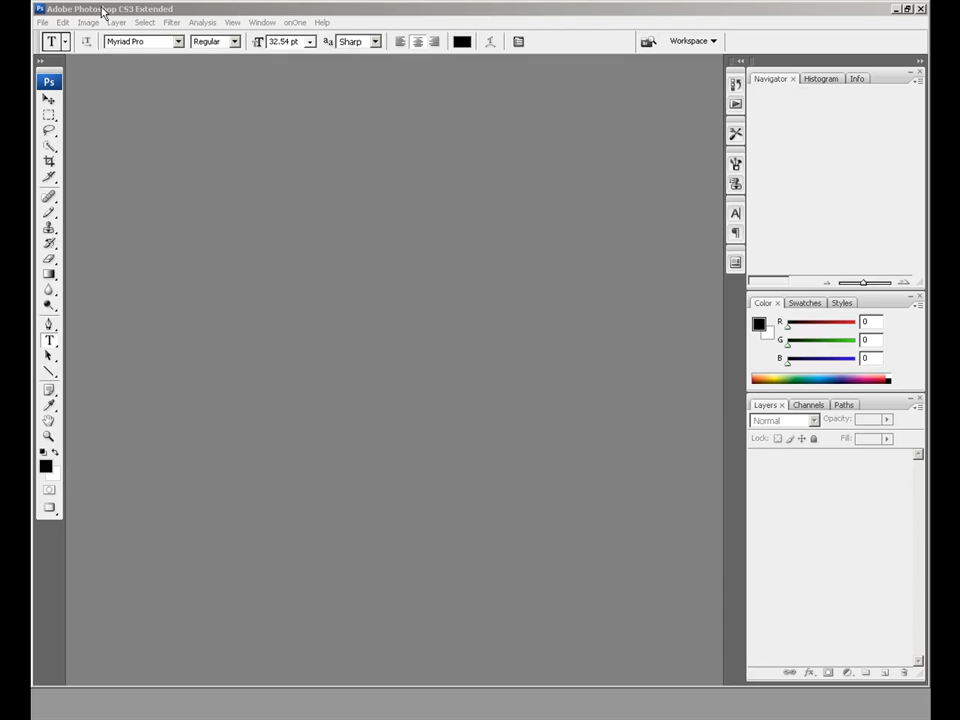 Ps Adobe Photoshop CS3 Extended
File Edit Image Layer Select Filter Analysis View Window onOne Help
T T Myriad Pro Regular T 32.54 pt aa Sharp Workspace
Ps
Navigator Histogram Info
A
T
Color Swatches Styles
R 0
G 0
B 0
Layers Channels Paths
Normal Opacity:
Lock: Fill:
fx